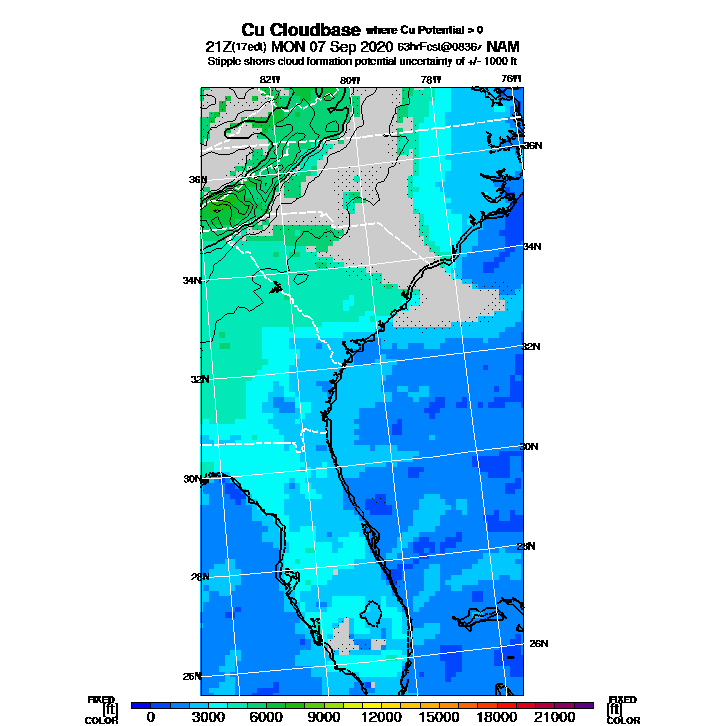 Cu Cloudbase where Cu Potential > 0
21Z(17edt) MON 07 Sep 2020 63hrFcst@0836z NAM
Stipple shows cloud formation potential uncertainty of +/- 1000 ft
82W 80W 78W 76W
36N
36N
34N
34N
32N
32N
30N
30N
28N
28N
26N
26N
FIXED FIXED
[ft] [ft]
COLOR COLOR
0 3000 6000 9000 12000 15000 18000 21000